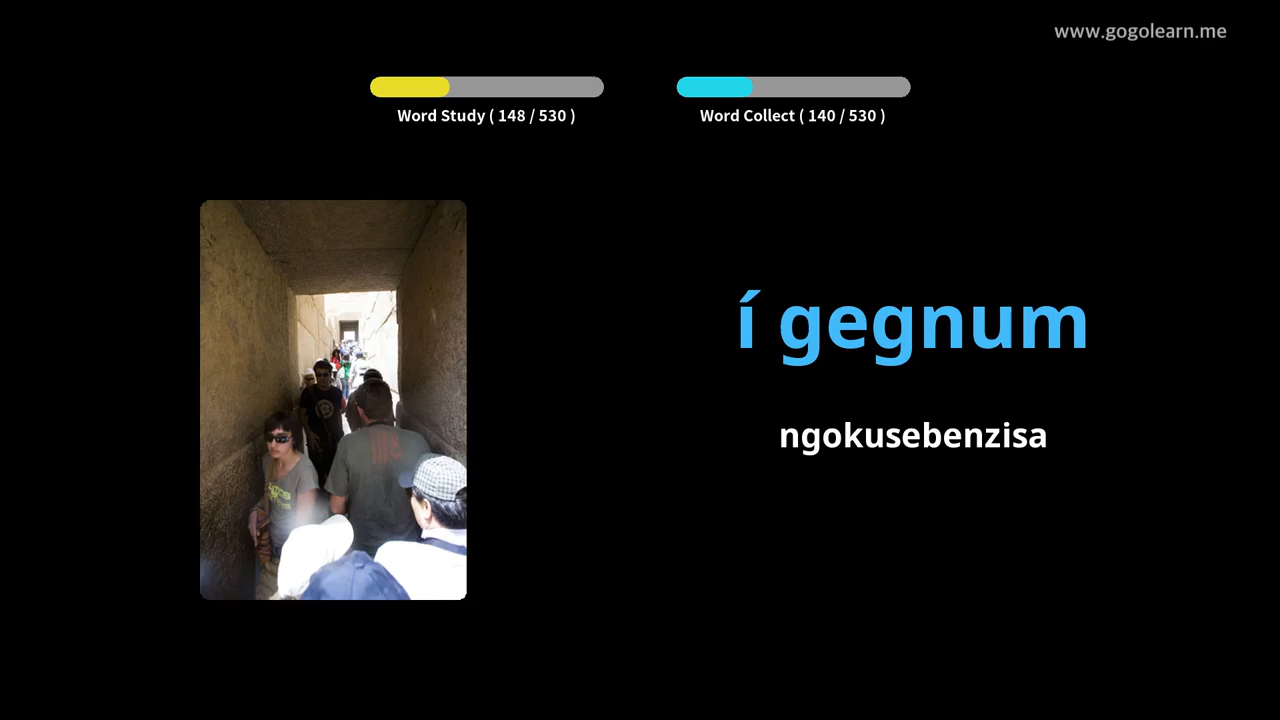 www.gogolearn.me
Word Study ( 148 / 530 )
Word Collect ( 140 / 530 )
í gegnum
ngokusebenzisa